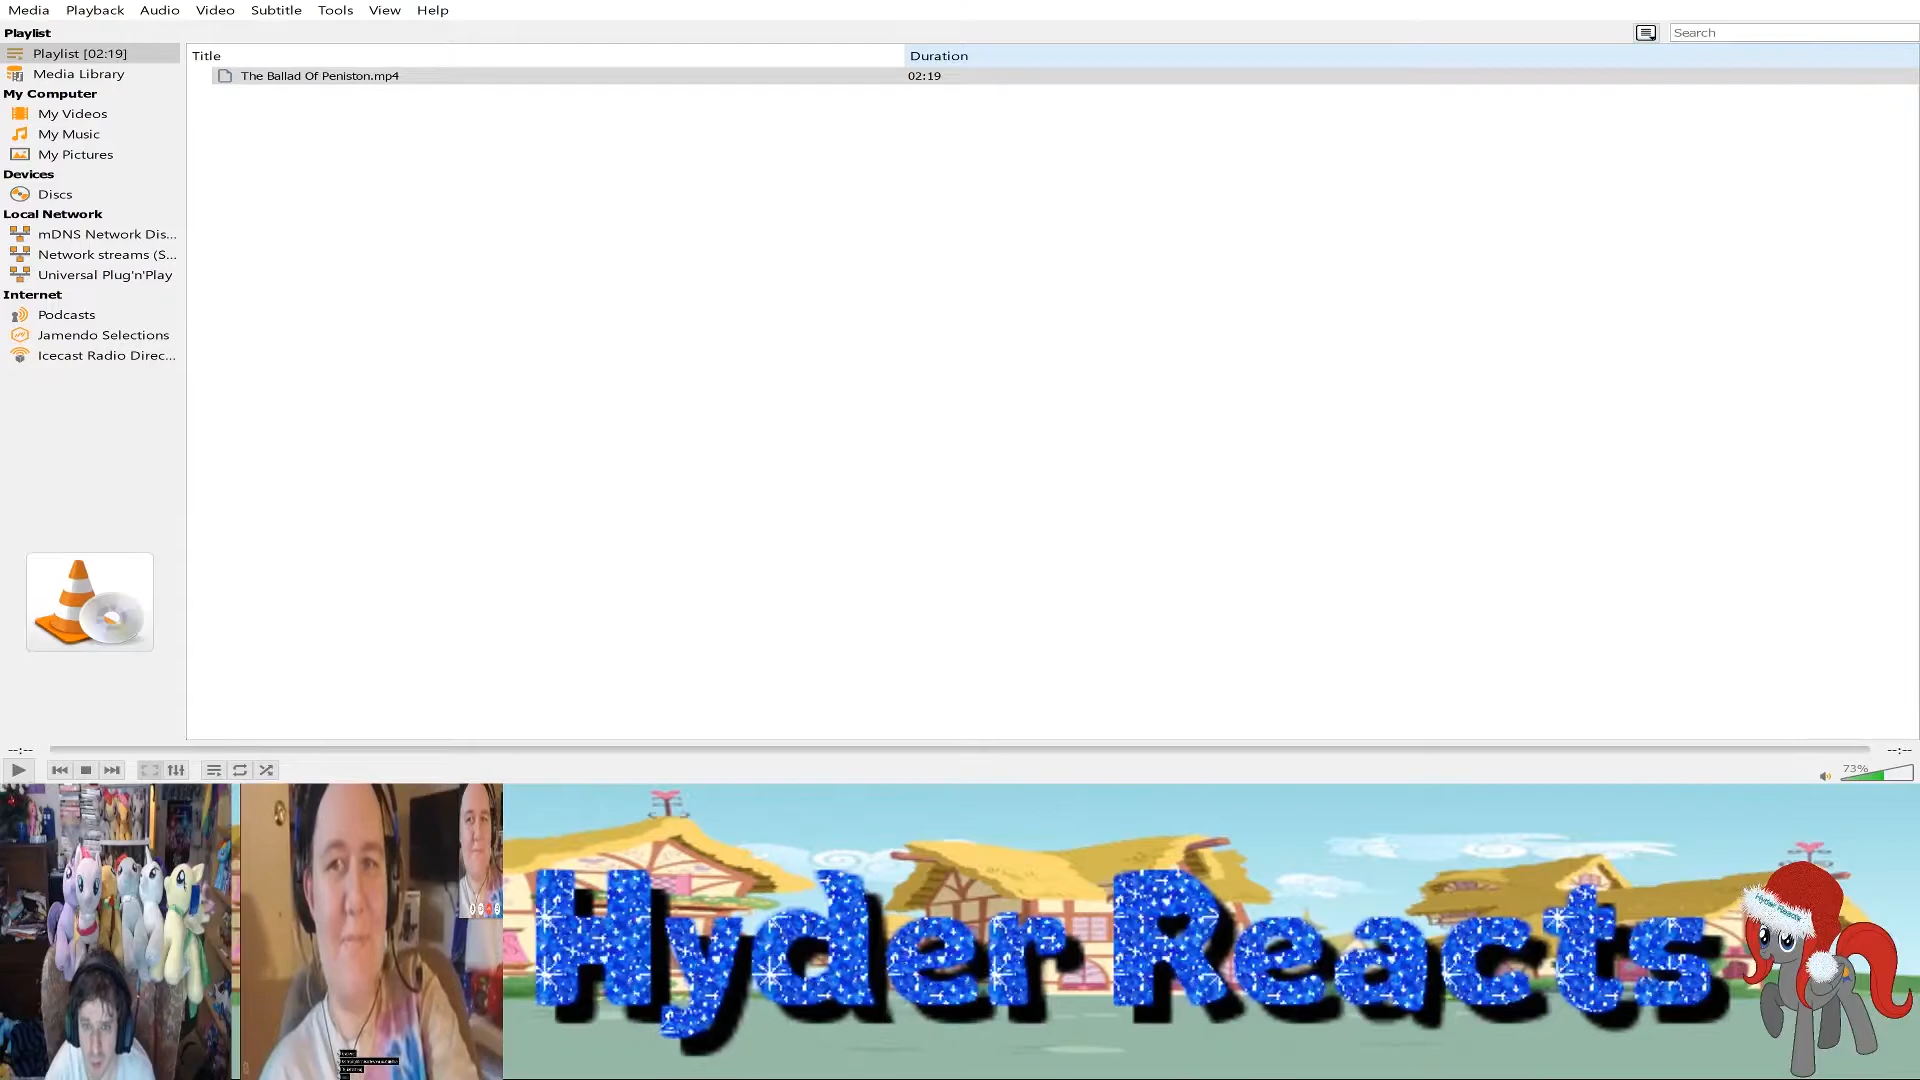 Media Playback Audio Video Subtitle Tools View Help
Playlist
Search
Playlist [02:19]
Title Duration
The Ballad Of Peniston.mp4 02:19
Media Library
My Computer
My Videos
My Music
My Pictures
Devices
Discs
Local Network
mDNS Network Dis...
Network streams (S...
Universal Plug'n'Play
Internet
Podcasts
Jamendo Selections
Icecast Radio Direc...
--:-- --:--
73%
Hyder Reacts
Hyder Reacts